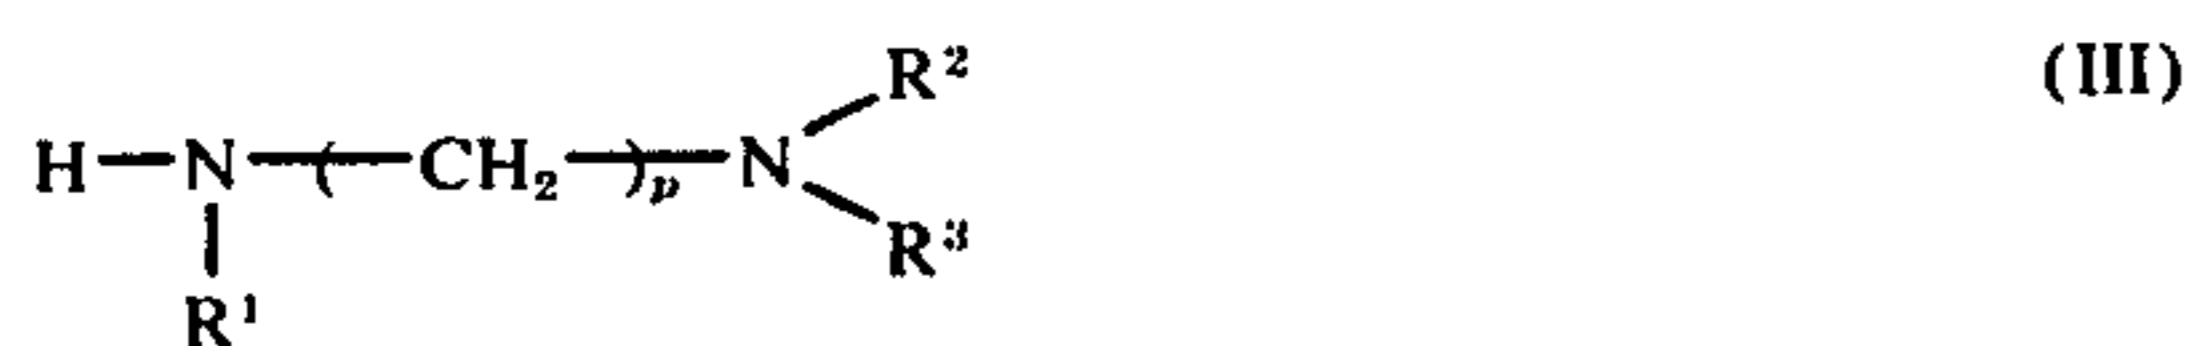 R² (III)
H—N—(—CH₂—)ₚ—N
R³
R¹